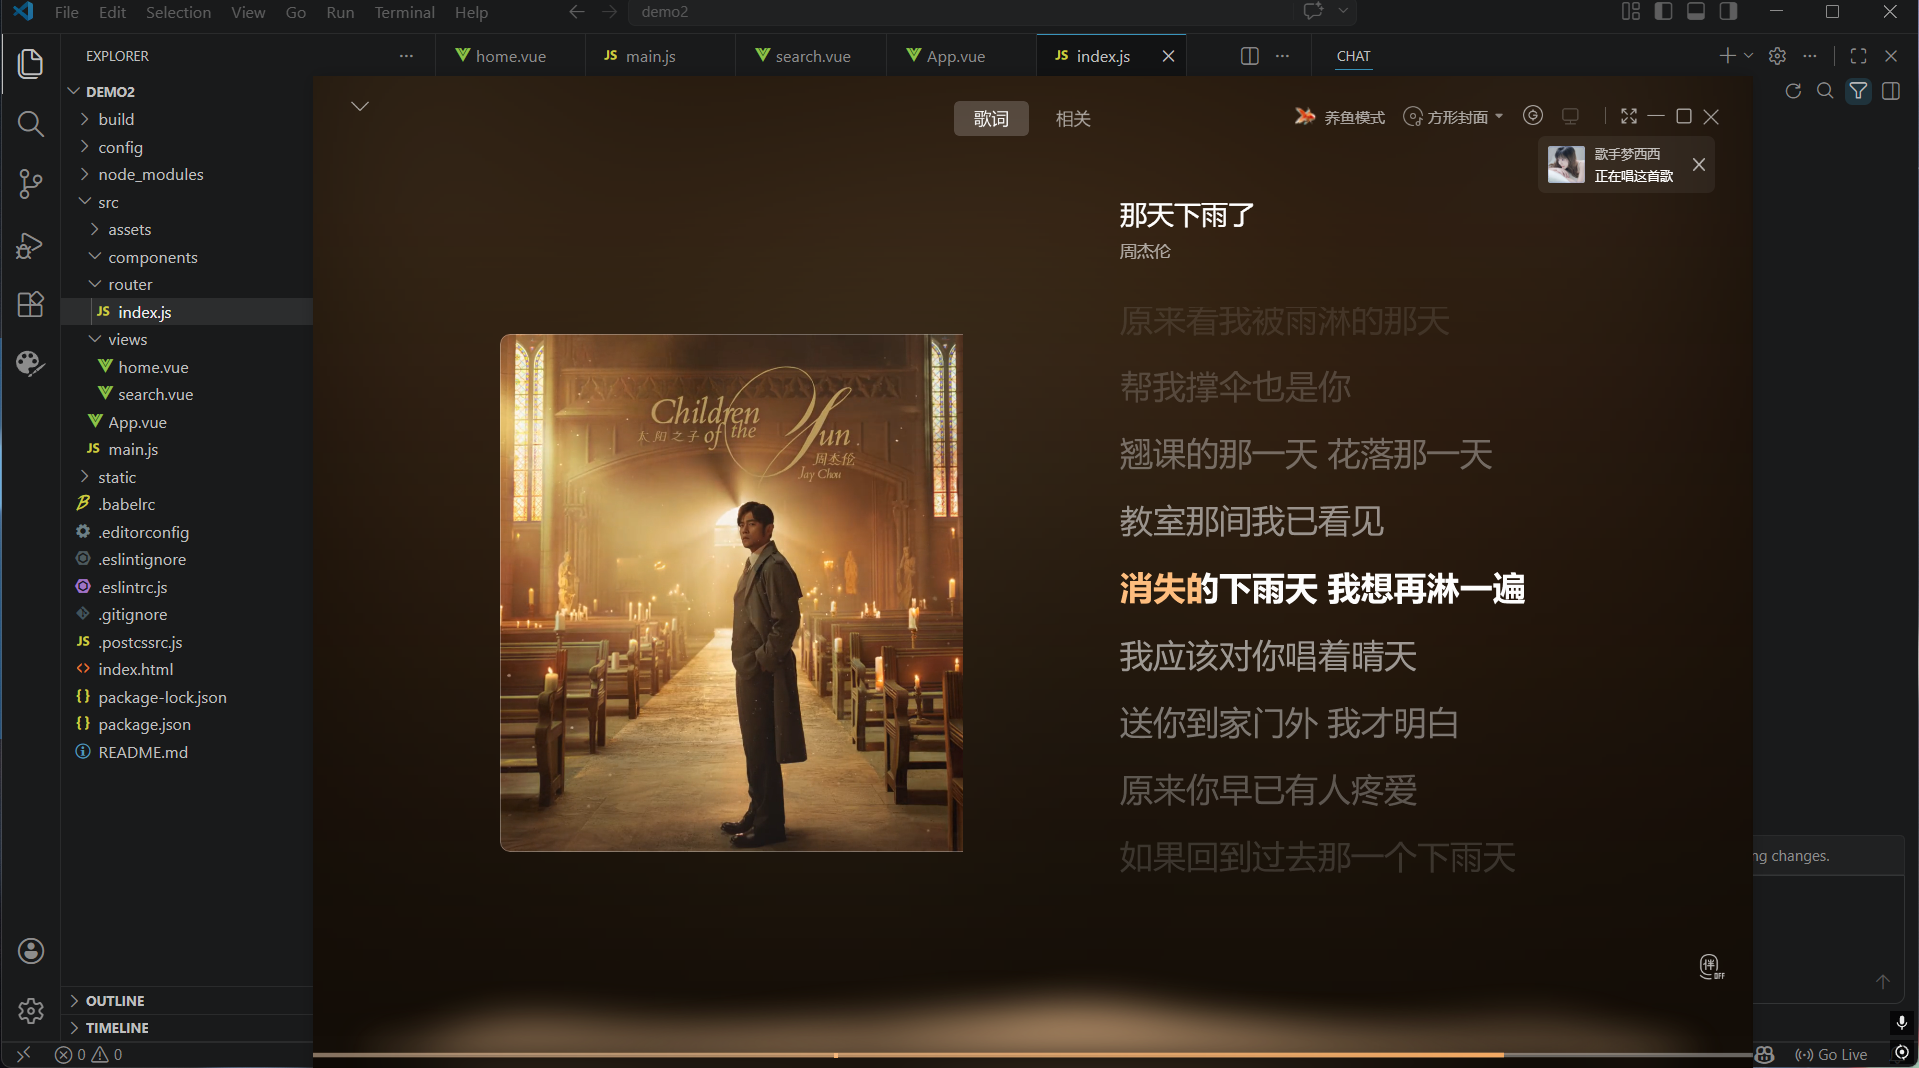 File Edit Selection View Go Run Terminal Help
demo2
EXPLORER
home.vue
main.js
search.vue
App.vue
index.js
CHAT
DEMO2
build
config
node_modules
src
assets
components
router
index.js
views
home.vue
search.vue
App.vue
main.js
static
.babelrc
.editorconfig
.eslintignore
.eslintrc.js
.gitignore
.postcssrc.js
index.html
package-lock.json
package.json
README.md
OUTLINE
TIMELINE
0 0
歌词
相关
养鱼模式
方形封面
歌手梦西西
正在唱这首歌
那天下雨了
周杰伦
Children of the Sun
太阳之子
周杰伦
Jay Chou
原来看我被雨淋的那天
帮我撑伞也是你
翘课的那一天 花落那一天
教室那间我已看见
消失的下雨天 我想再淋一遍
我应该对你唱着晴天
送你到家门外 我才明白
原来你早已有人疼爱
如果回到过去那一个下雨天
伴 OFF
ng changes.
Go Live